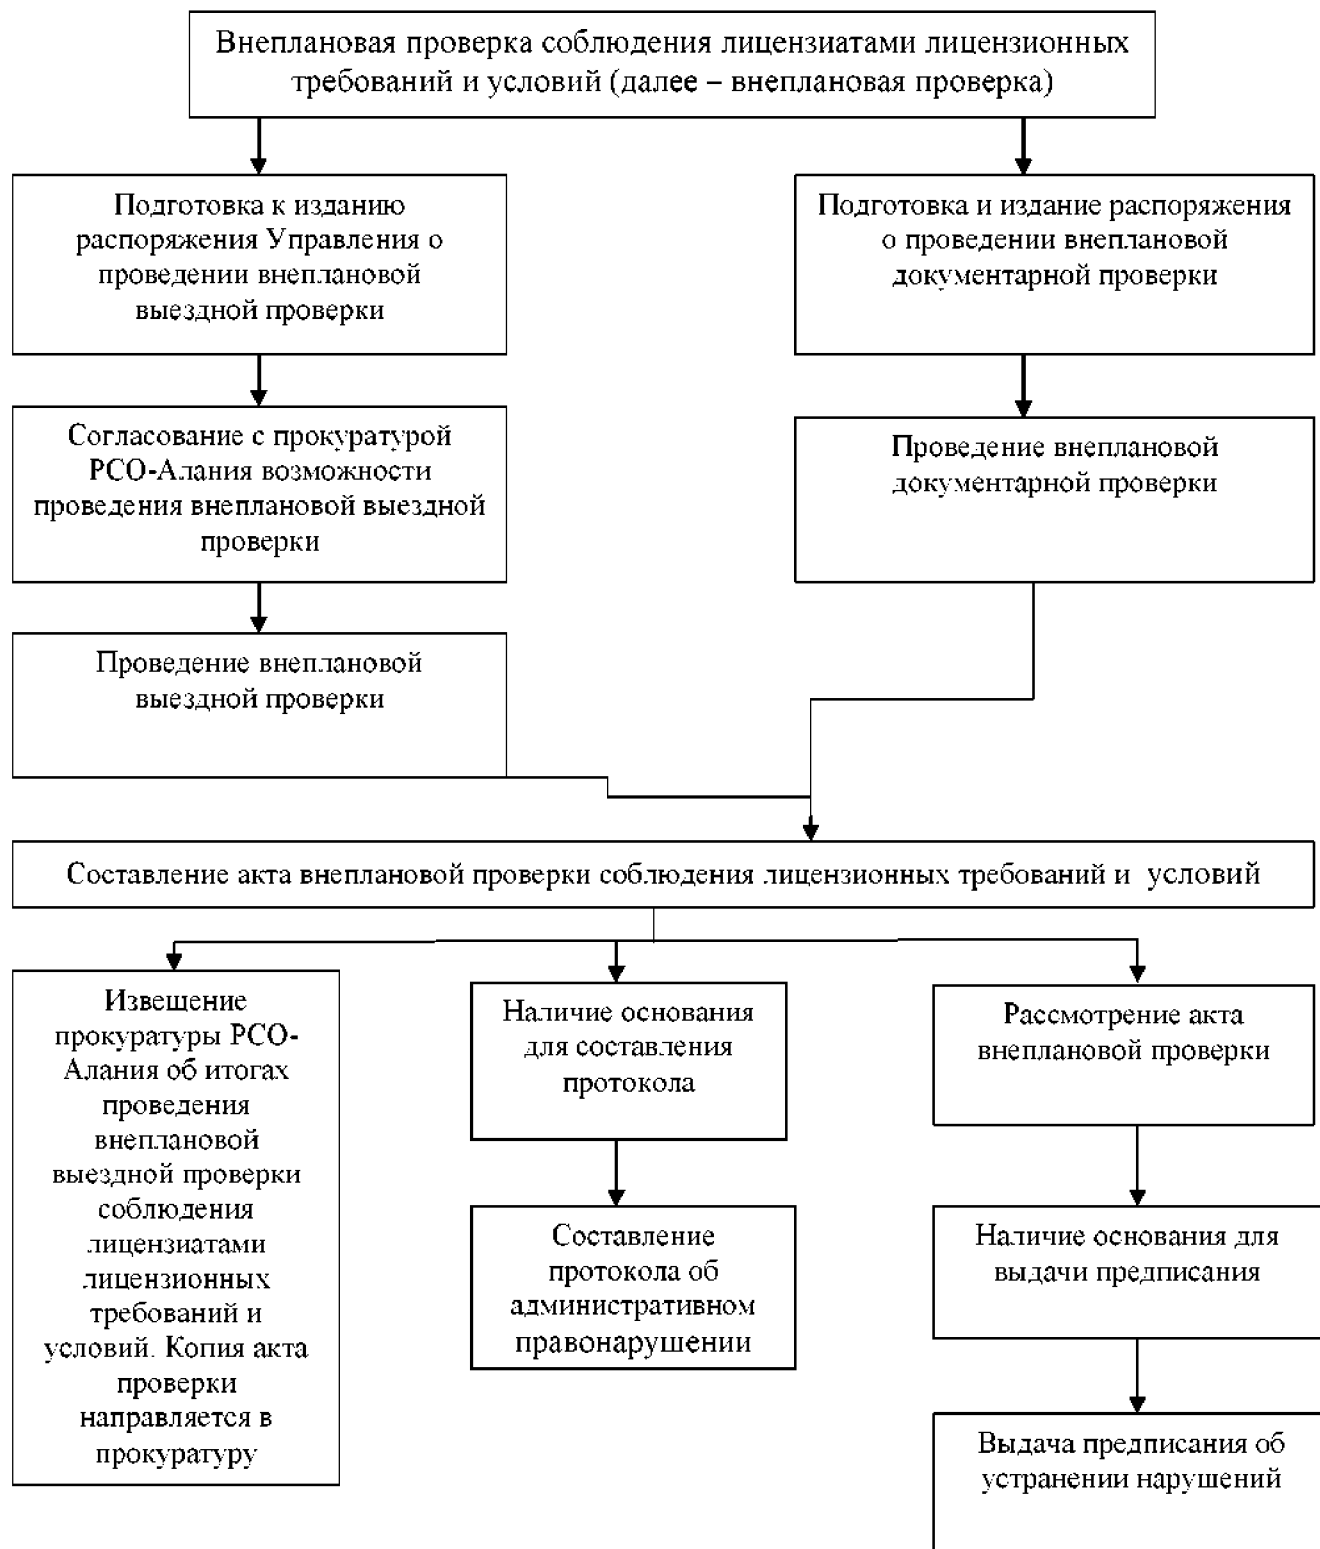 Внеплановая проверка соблюдения лицензиатами лицензионных
требований и условий (далее – внеплановая проверка)
Подготовка к изданию
распоряжения Управления о
проведении внеплановой
выездной проверки
Подготовка и издание распоряжения
о проведении внеплановой
документарной проверки
Согласование с прокуратурой
РСО-Алания возможности
проведения внеплановой выездной
проверки
Проведение внеплановой
документарной проверки
Проведение внеплановой
выездной проверки
Составление акта внеплановой проверки соблюдения лицензионных требований и условий
Извещение
прокуратуры РСО-
Алания об итогах
проведения
внеплановой
выездной проверки
соблюдения
лицензиатами
лицензионных
требований и
условий. Копия акта
проверки
направляется в
прокуратуру
Наличие основания
для составления
протокола
Рассмотрение акта
внеплановой проверки
Составление
протокола об
административном
правонарушении
Наличие основания для
выдачи предписания
Выдача предписания об
устранении нарушений